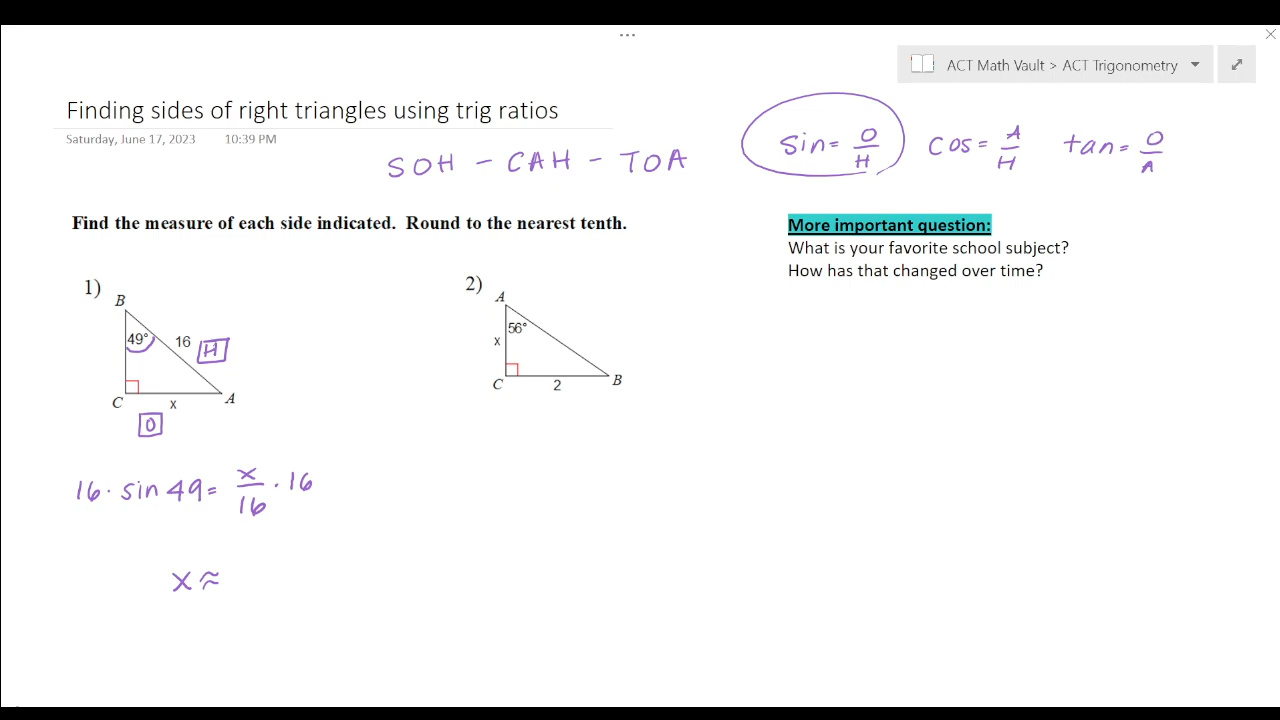 ACT Math Vault > ACT Trigonometry
Finding sides of right triangles using trig ratios
Saturday, June 17, 2023 10:39 PM
SOH - CAH - TOA
sin = O/H cos = A/H tan = O/A
Find the measure of each side indicated. Round to the nearest tenth.
More important question:
What is your favorite school subject?
How has that changed over time?
1)
B
49°
16
H
C
x
A
O
16 · sin 49 = x/16 · 16
x ≈
2)
A
56°
x
C
2
B